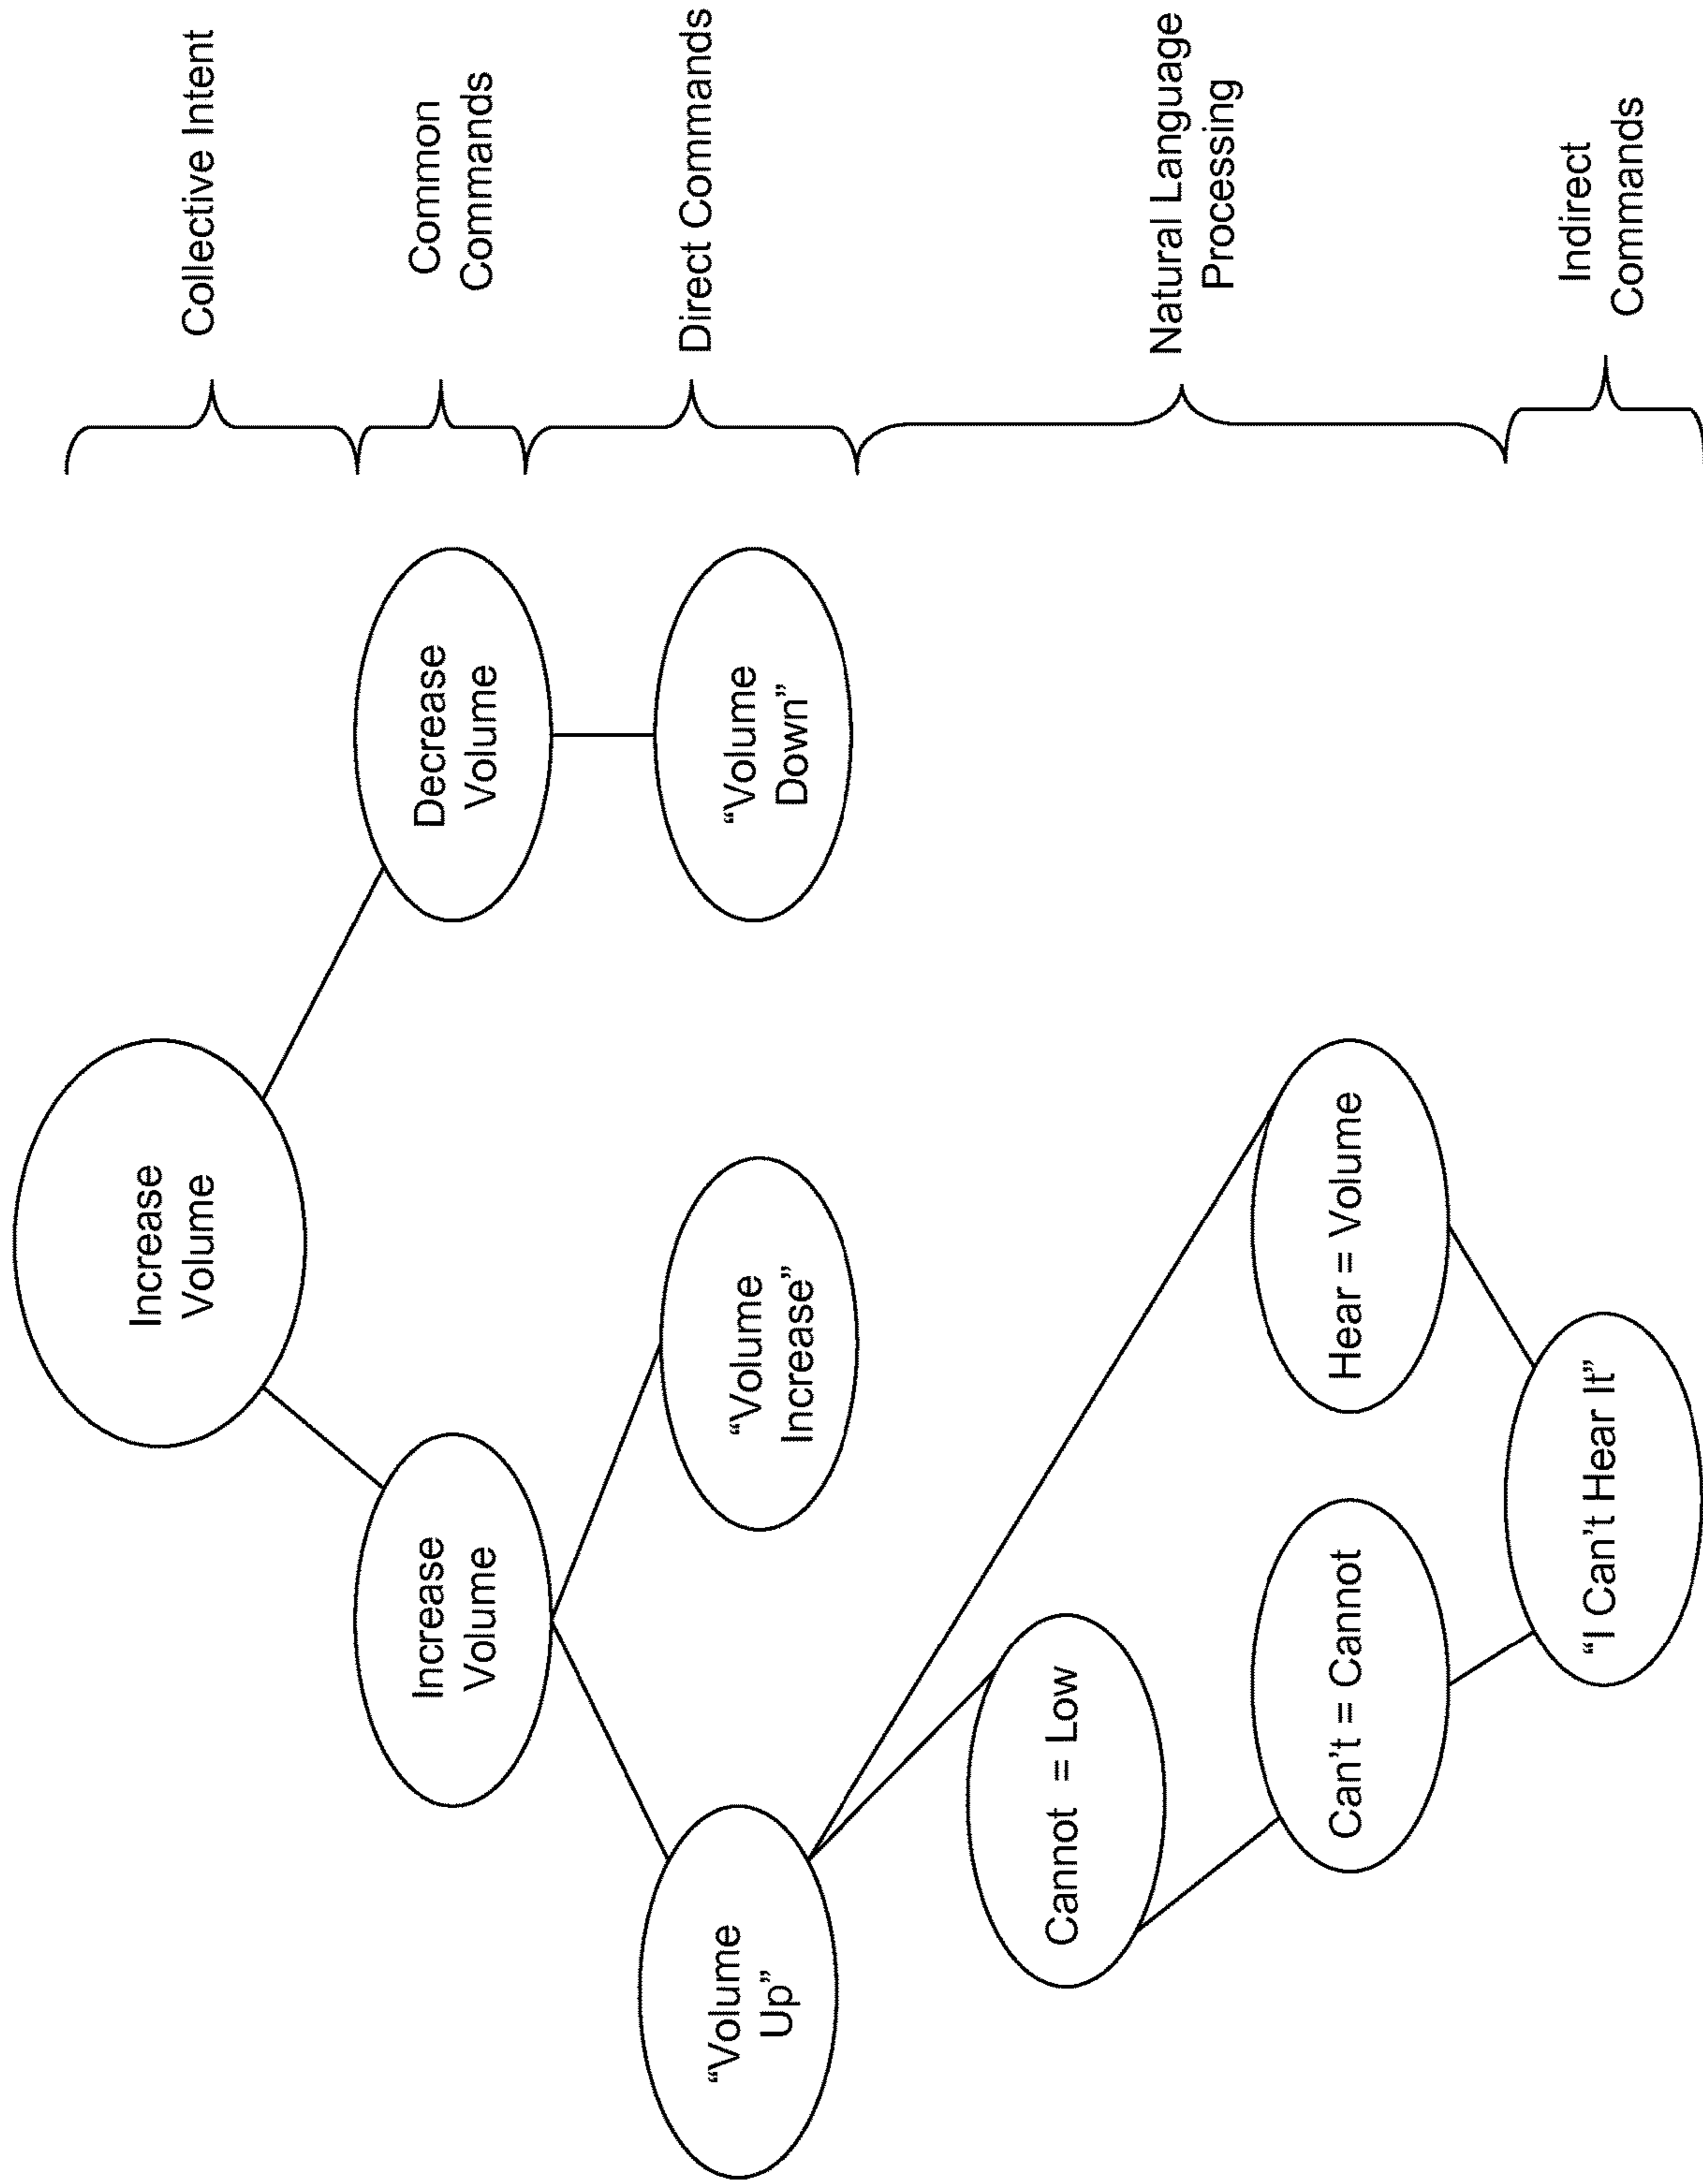 Increase
Volume
Collective Intent
Increase
Volume
Decrease
Volume
Common
Commands
“Volume
Up”
“Volume
Increase”
“Volume
Down”
Direct Commands
Cannot = Low
Can't = Cannot
Hear = Volume
Natural Language
Processing
“I Can't Hear It”
Indirect
Commands